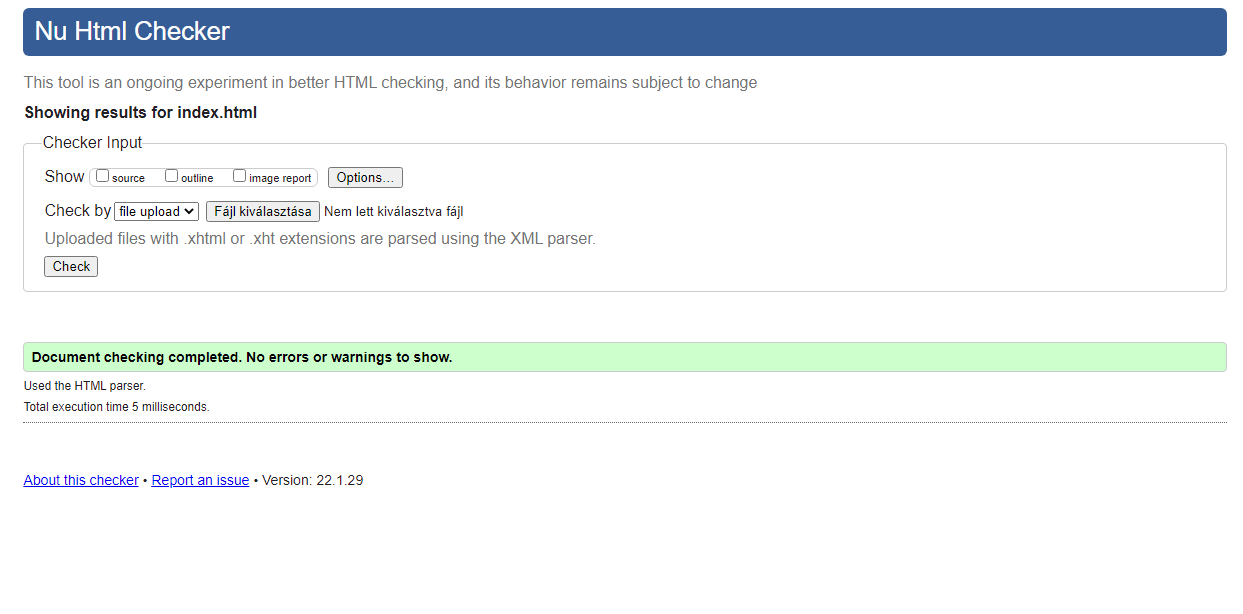 Nu Html Checker
This tool is an ongoing experiment in better HTML checking, and its behavior remains subject to change
Showing results for index.html
Checker Input
Show source outline image report Options...
Check by file upload Fájl kiválasztása Nem lett kiválasztva fájl
Uploaded files with .xhtml or .xht extensions are parsed using the XML parser.
Check
Document checking completed. No errors or warnings to show.
Used the HTML parser.
Total execution time 5 milliseconds.
About this checker • Report an issue • Version: 22.1.29